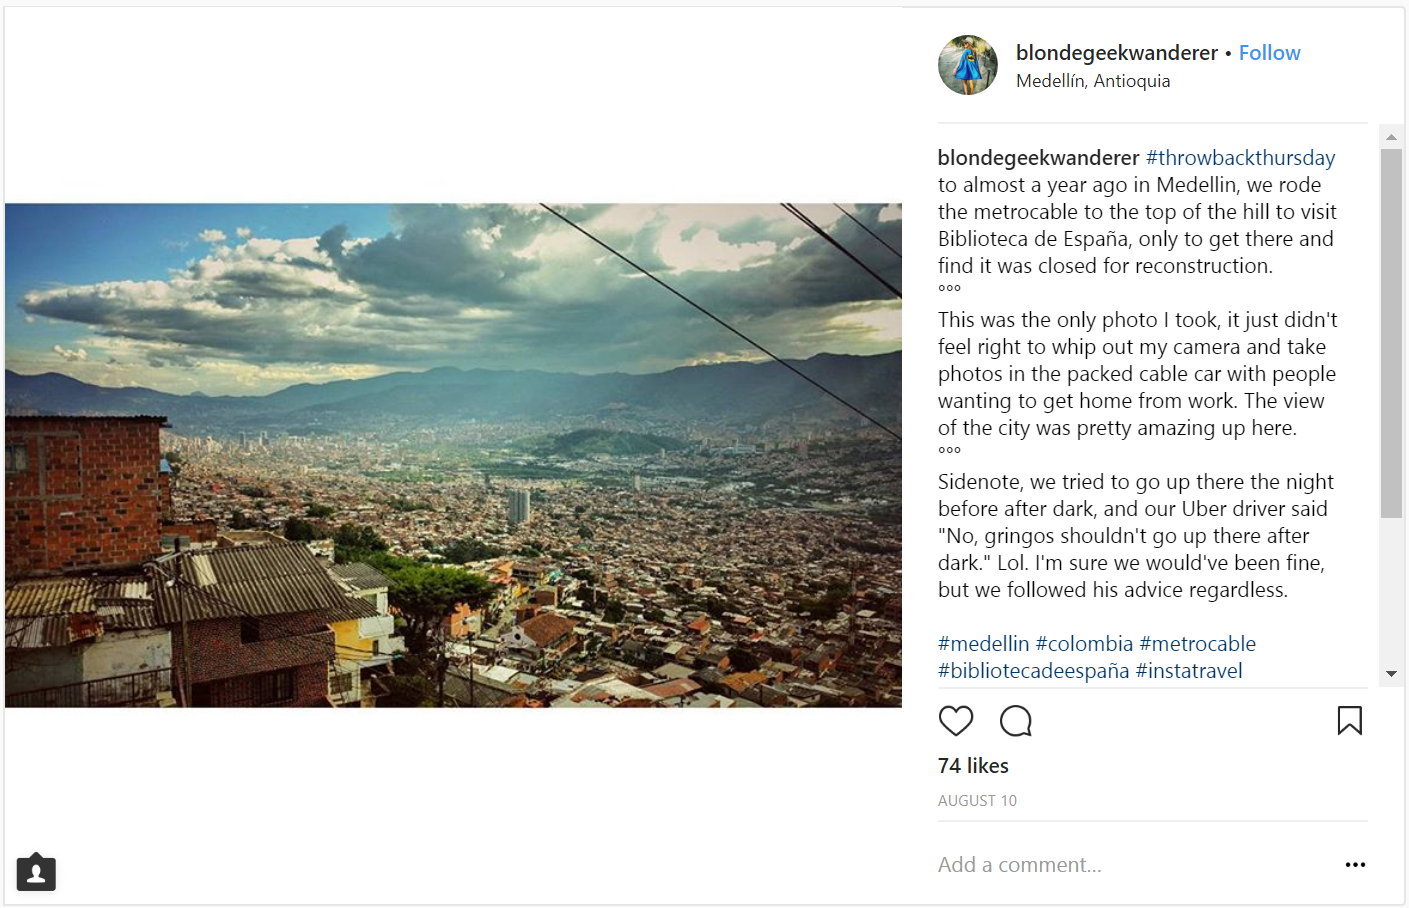 blondegeekwanderer • Follow
Medellín, Antioquia
blondegeekwanderer #throwbackthursday
to almost a year ago in Medellin, we rode
the metrocable to the top of the hill to visit
Biblioteca de España, only to get there and
find it was closed for reconstruction.
°°°
This was the only photo I took, it just didn't
feel right to whip out my camera and take
photos in the packed cable car with people
wanting to get home from work. The view
of the city was pretty amazing up here.
°°°
Sidenote, we tried to go up there the night
before after dark, and our Uber driver said
"No, gringos shouldn't go up there after
dark." Lol. I'm sure we would've been fine,
but we followed his advice regardless.
#medellin #colombia #metrocable
#bibliotecadeespaña #instatravel
74 likes
AUGUST 10
Add a comment...